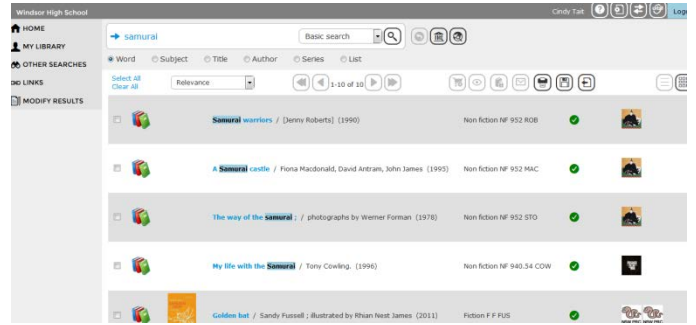 Windsor High School
Cindy Tait
HOME
MY LIBRARY
OTHER SEARCHES
LINKS
MODIFY RESULTS
samurai
Basic search
Word Subject Title Author Series List
Select All
Clear All
Relevance
1-10 of 10
Samurai warriors / [Jenny Roberts] (1990) Non fiction NF 952 ROB
A Samurai castle / Fiona Macdonald, David Antram, John James (1995) Non fiction NF 952 MAC
The way of the samurai ; / photographs by Werner Forman (1978) Non fiction NF 952 STO
My life with the Samurai / Tony Cowling. (1996) Non fiction NF 940.54 COW
Golden bat / Sandy Fussell ; illustrated by Rhian Nest James (2011) Fiction F F FUS